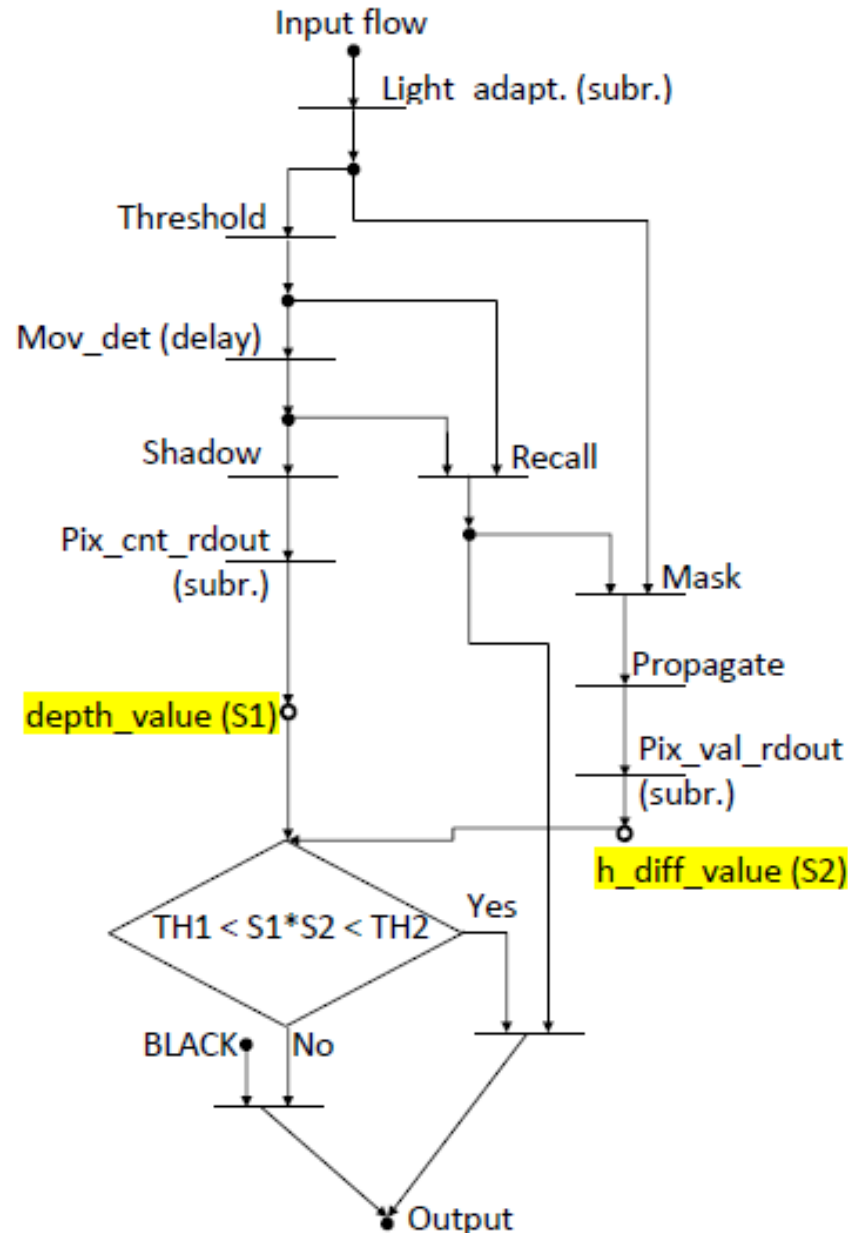 Input flow
Light adapt. (subr.)
Threshold
Mov_det (delay)
Shadow
Recall
Pix_cnt_rdout
(subr.)
Mask
Propagate
depth_value (S1)
Pix_val_rdout
(subr.)
h_diff_value (S2)
Yes
TH1 < S1*S2 < TH2
BLACK
No
Output